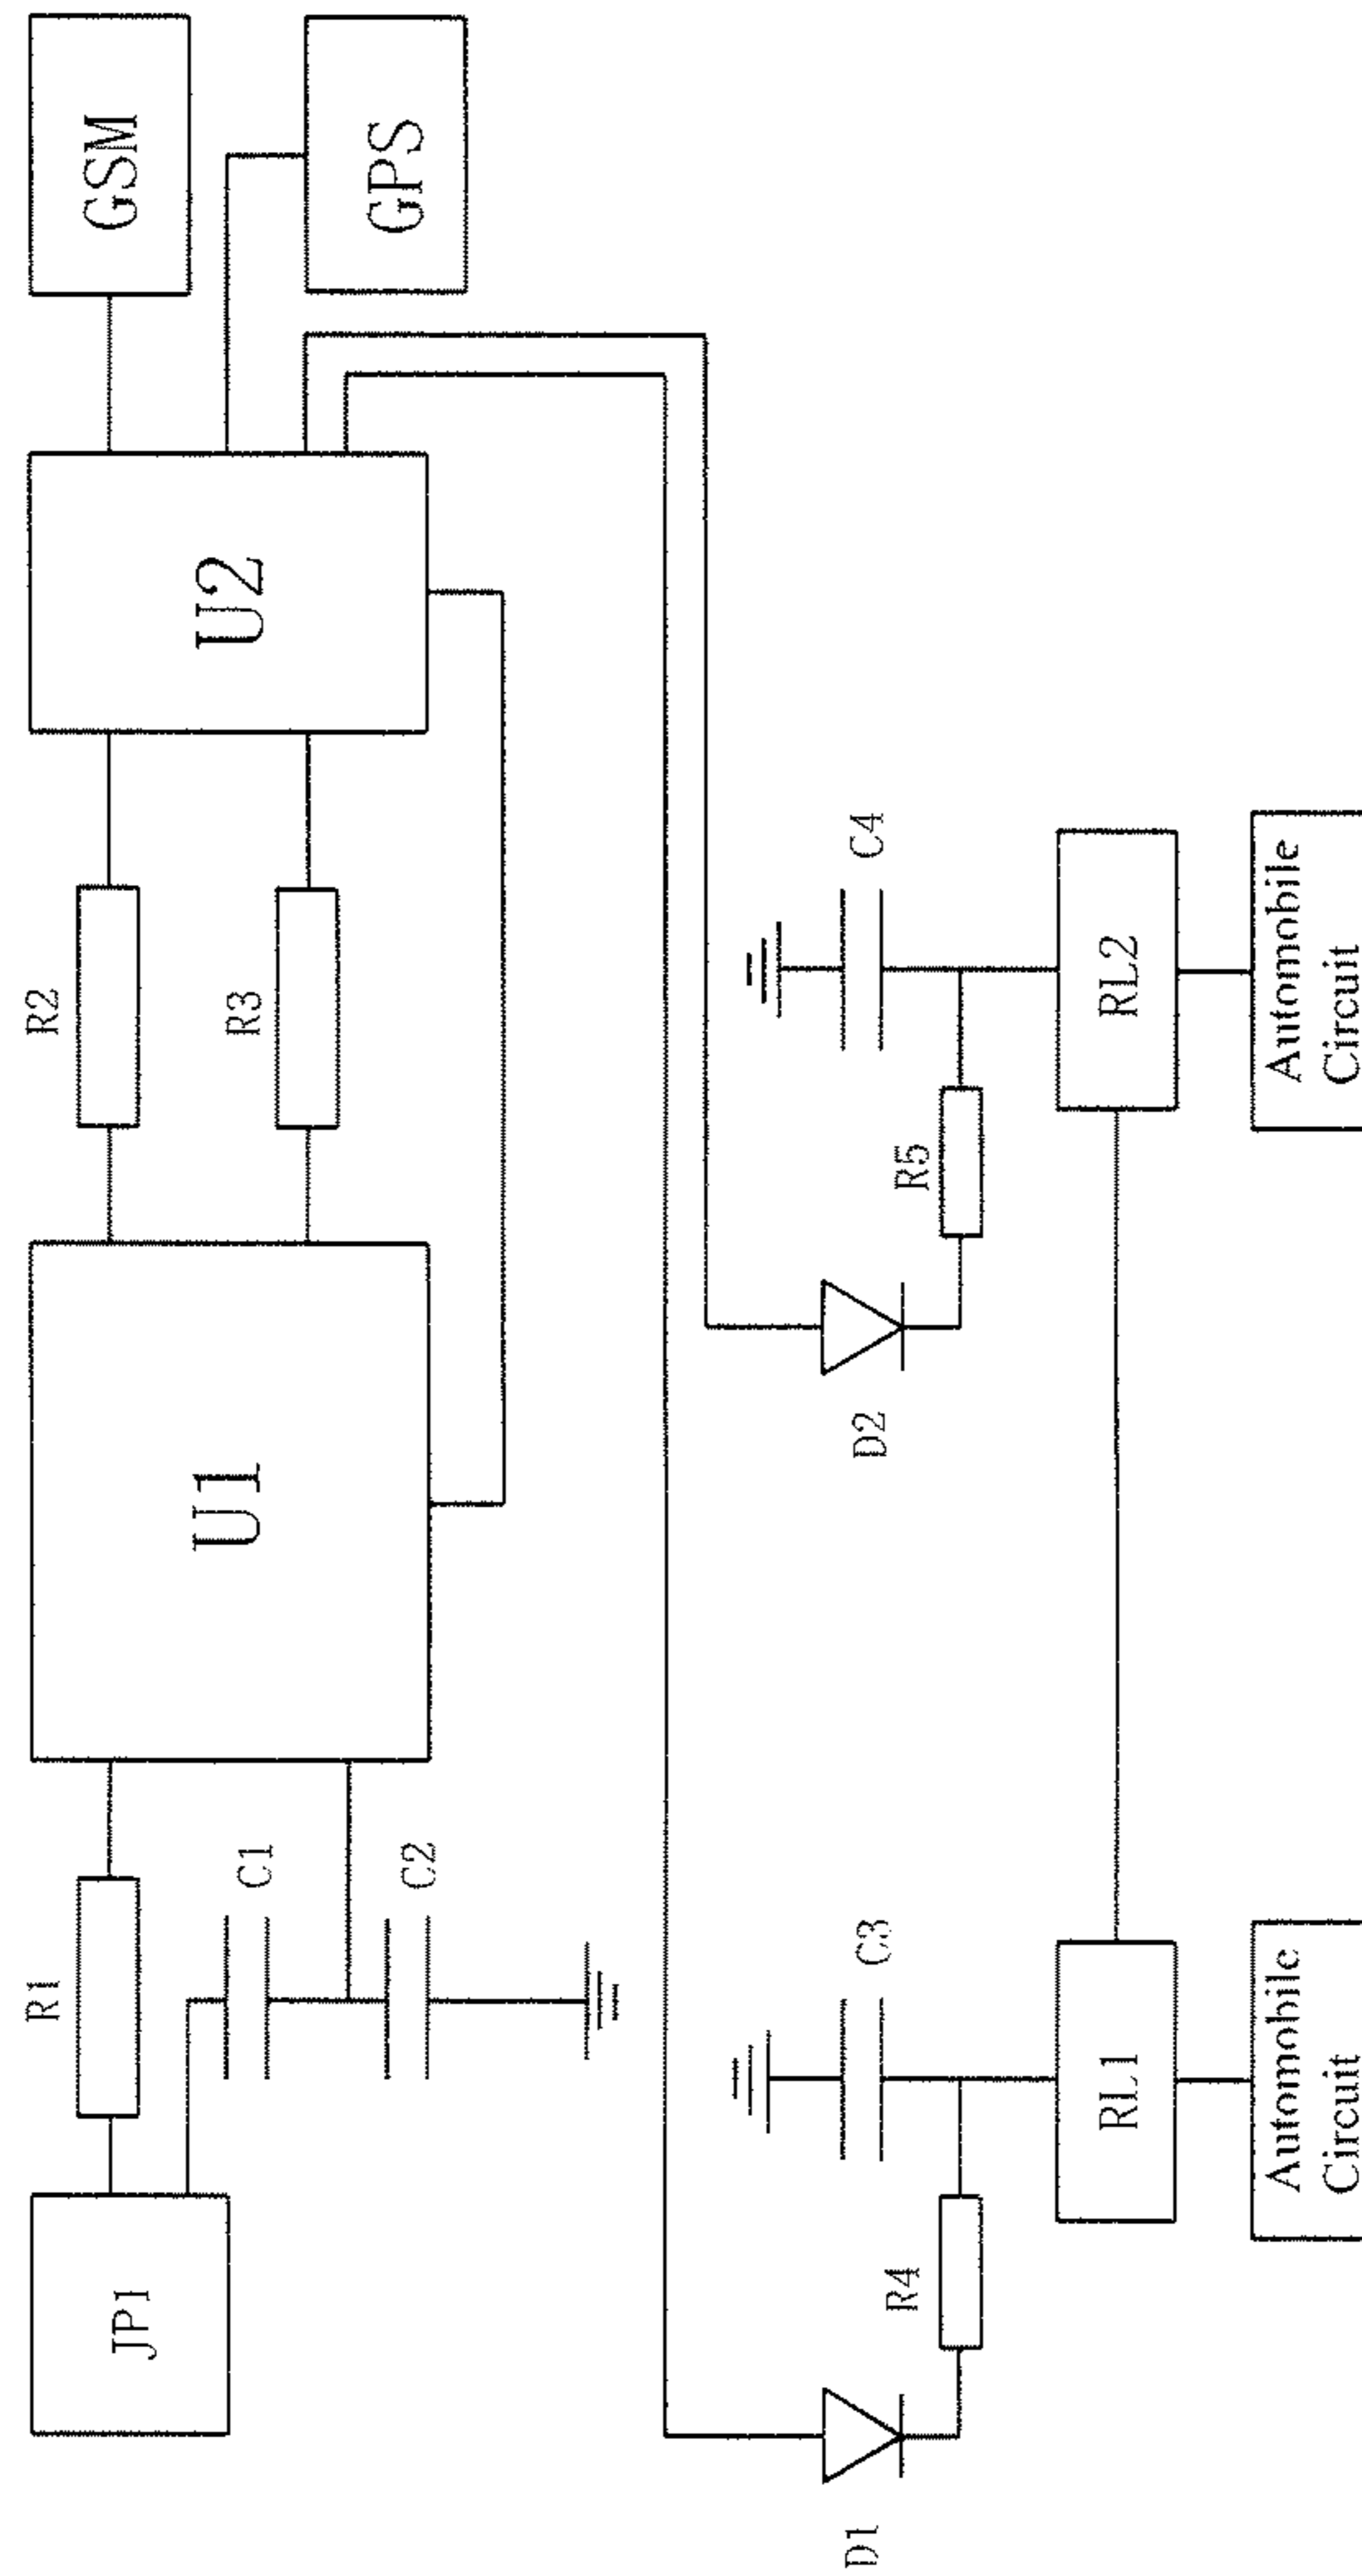 JP1
R1
C1
C2
U1
R2
R3
U2
GSM
GPS
D1
R4
C3
RL1
Automobile
Circuit
D2
R5
C4
RL2
Automobile
Circuit